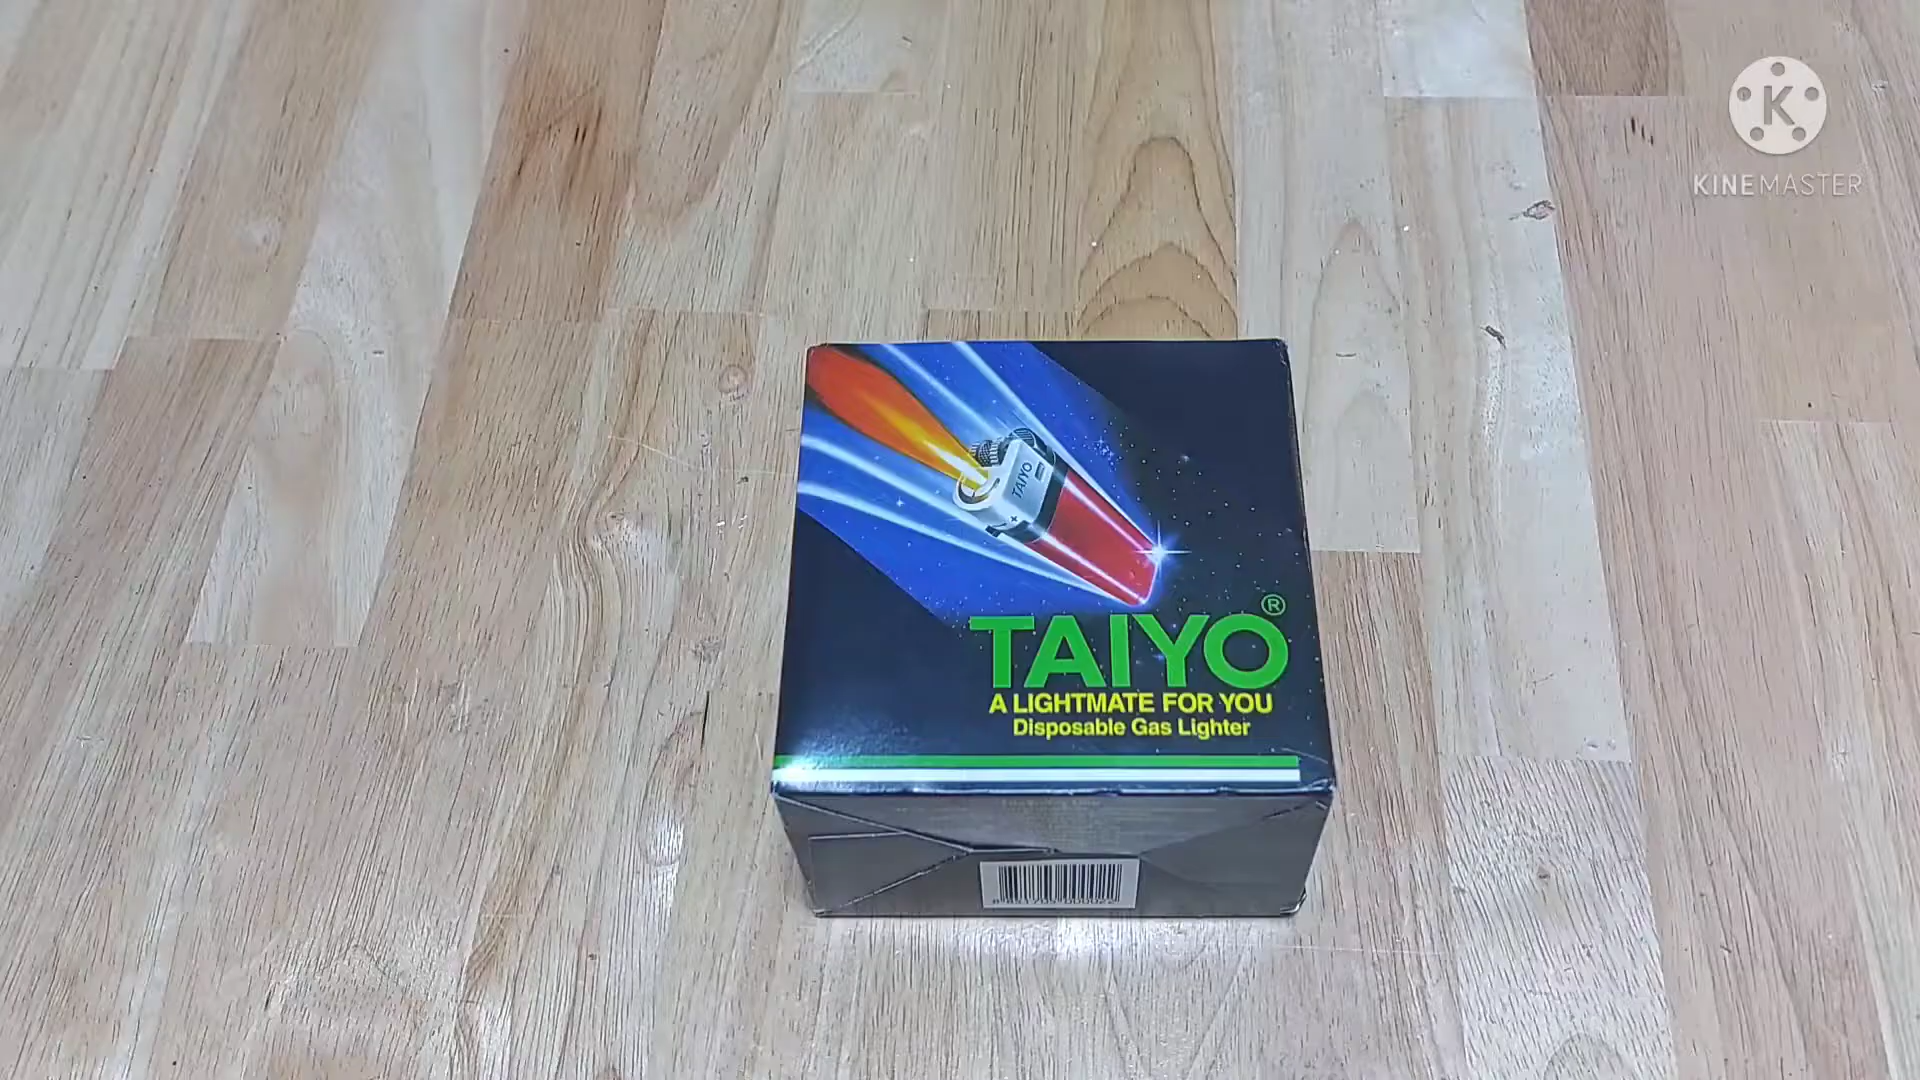 K
KINEMASTER
TAIYO
TAIYO®
A LIGHTMATE FOR YOU
Disposable Gas Lighter